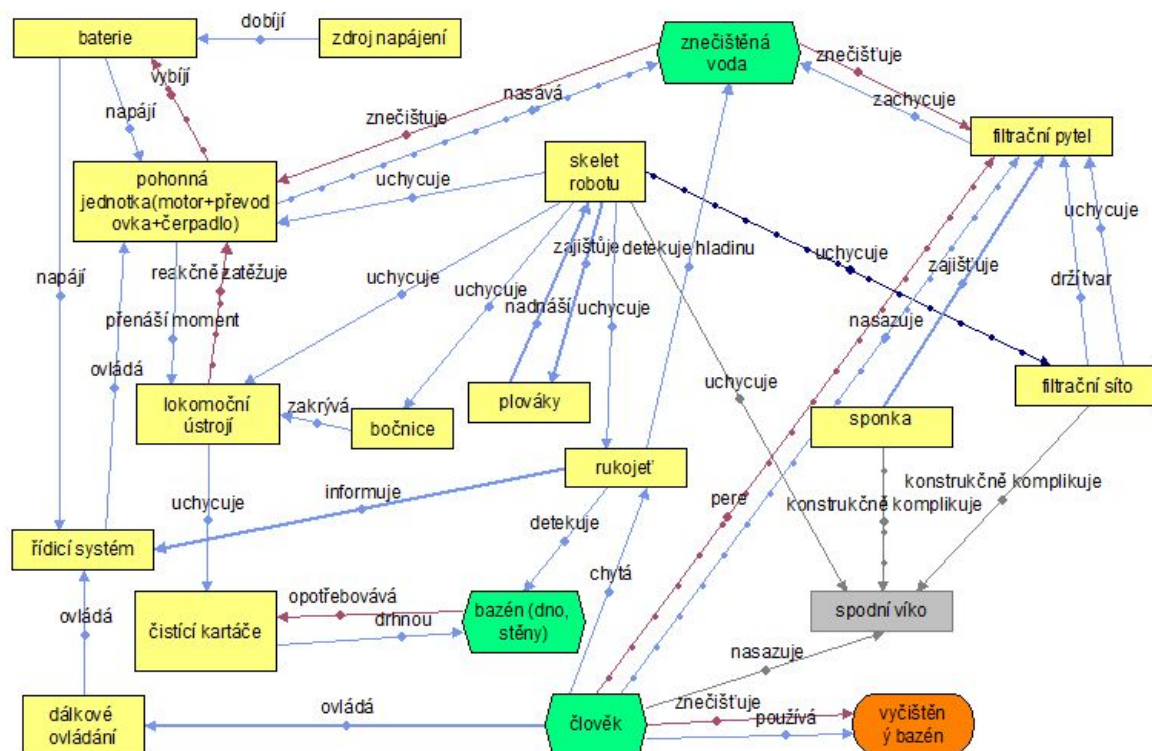 dobíjí
baterie
zdroj napájení
znečištěná
voda
znečišťuje
vybíjí
nasává
zachycuje
napájí
znečištuje
filtrační pytel
skelet
robotu
pohonná
jednotka(motor+převod
ovka+čerpadlo)
uchycuje
uchycuje
zajištůje
detekuje hladinu
uchycuje
zajišťuje
napájí
reakčně zatěžuje
uchycuje
uchycuje
držítvar
nadnáší
uchycuje
nasazuje
přenáší moment
ovládá
uchycuje
filtrační síto
lokomoční
ústrojí
zakrývá
bočnice
plováky
sponka
rukojeť
informuje
pere
konstrukčně komplikuje
konstrukčně komplikuje
uchycuje
detekuje
řídicí systém
chytá
opotřebovává
bazén (dno,
stěny)
spodní víko
ovládá
čistící kartáče
drhnou
nasazuje
dálkové
ovládání
ovládá
člověk
znečišťuje
používá
vyčištěn
ý bazén